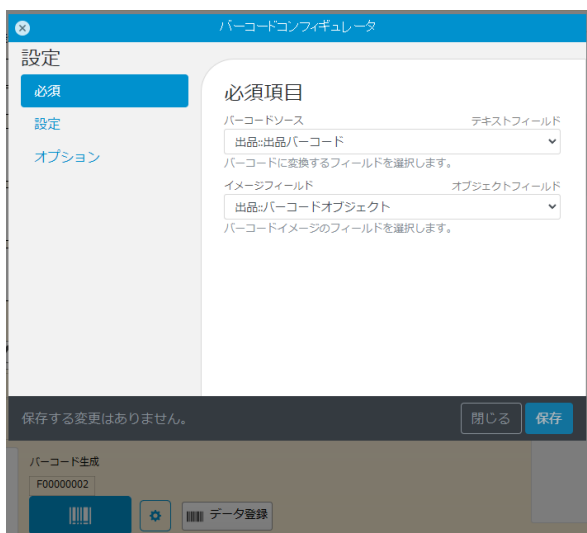 バーコードコンフィギュレータ
設定
必須
設定
オプション
必須項目
バーコードソース テキストフィールド
出品::出品バーコード
バーコードに変換するフィールドを選択します。
イメージフィールド オブジェクトフィールド
出品::バーコードオブジェクト
バーコードイメージのフィールドを選択します。
保存する変更はありません。 閉じる 保存
バーコード生成
F00000002
データ登録